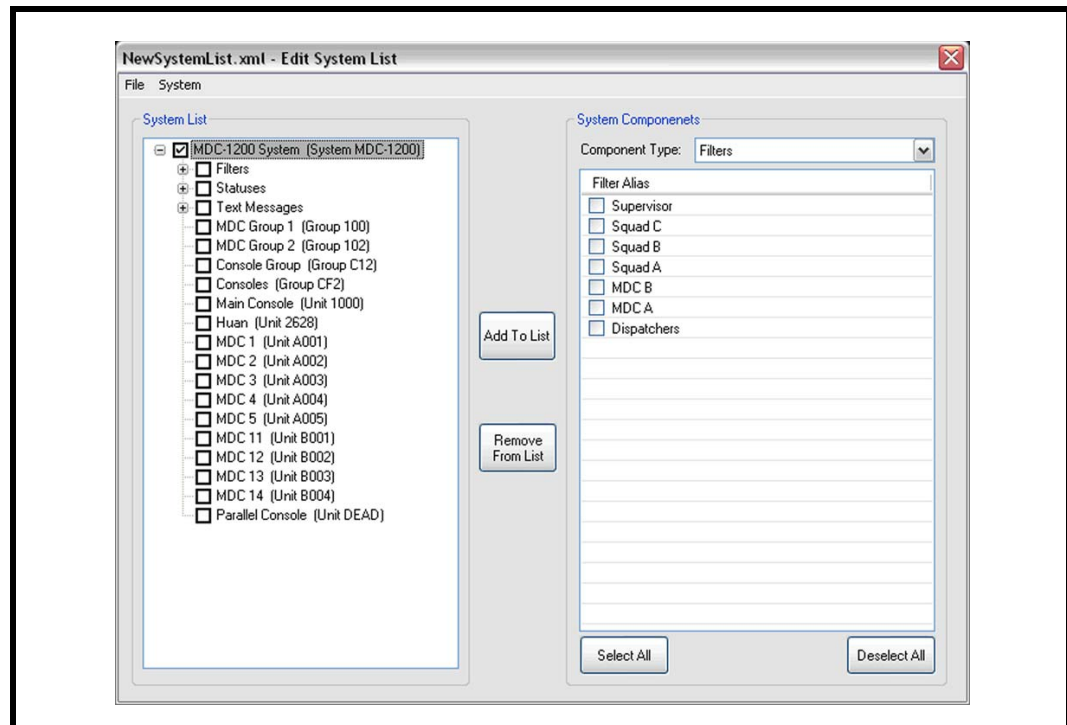 NewSystemList.xml - Edit System List
File System
System List
MDC-1200 System (System MDC-1200)
Filters
Statuses
Text Messages
MDC Group 1 (Group 100)
MDC Group 2 (Group 102)
Console Group (Group C12)
Consoles (Group CF2)
Main Console (Unit 1000)
Huan (Unit 2628)
MDC 1 (Unit A001)
MDC 2 (Unit A002)
MDC 3 (Unit A003)
MDC 4 (Unit A004)
MDC 5 (Unit A005)
MDC 11 (Unit B001)
MDC 12 (Unit B002)
MDC 13 (Unit B003)
MDC 14 (Unit B004)
Parallel Console (Unit DEAD)
Add To List
Remove
From List
System Componenets
Component Type: Filters
Filter Alias
Supervisor
Squad C
Squad B
Squad A
MDC B
MDC A
Dispatchers
Select All
Deselect All